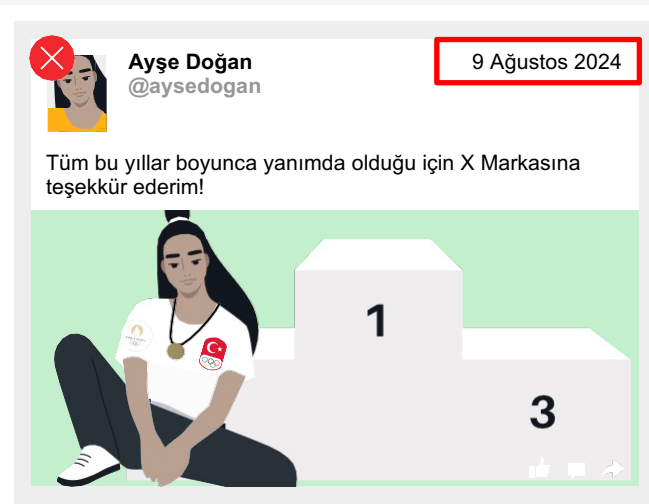 Ayşe Doğan
9 Ağustos 2024
@aysedogan
Tüm bu yıllar boyunca yanımda olduğu için X Markasına
teşekkür ederim!
1
3